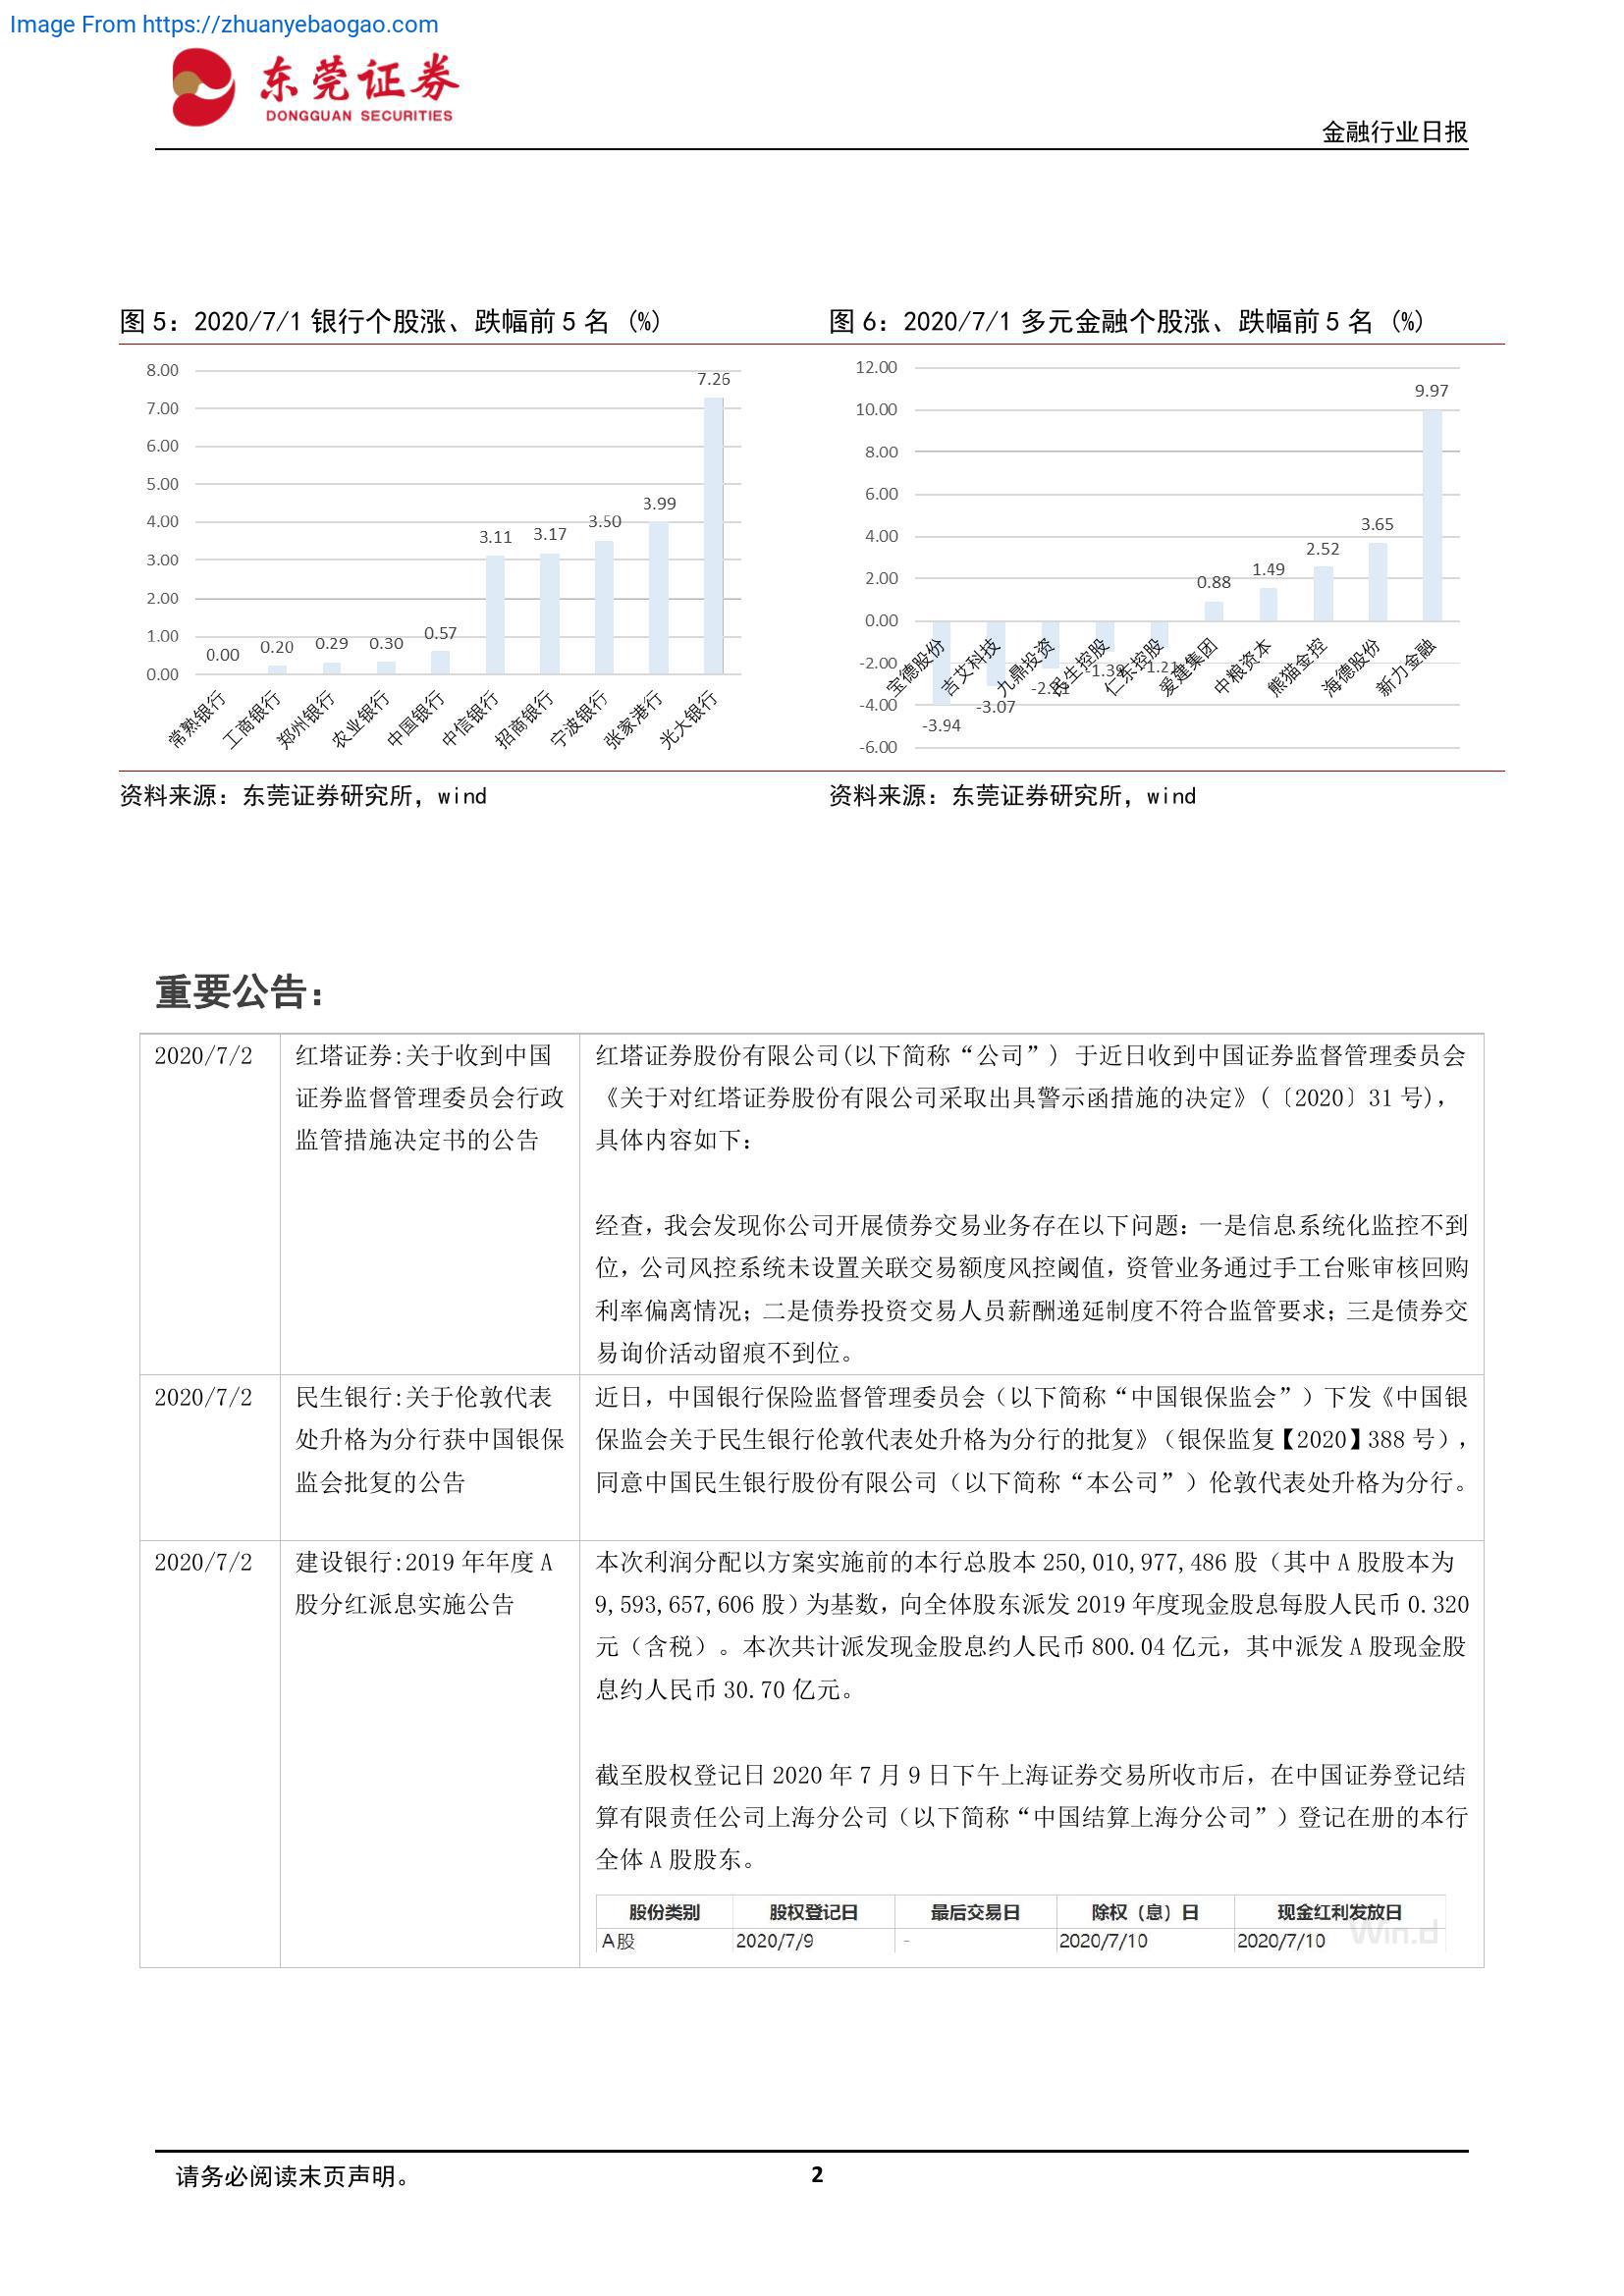 Image From https://zhuanyebaogao.com
东莞证券
DONGGUAN SECURITIES
金融行业日报
图 5：2020/7/1 银行个股涨、跌幅前 5 名 (%)
8.00
7.00
6.00
5.00
4.00
3.00
2.00
1.00
0.00
0.00
0.20
0.29
0.30
0.57
3.11
3.17
3.50
3.99
7.26
常熟银行
工商银行
郑州银行
农业银行
中国银行
中信银行
招商银行
宁波银行
张家港行
光大银行
资料来源：东莞证券研究所，wind
图 6：2020/7/1 多元金融个股涨、跌幅前 5 名 (%)
12.00
10.00
8.00
6.00
4.00
2.00
0.00
-2.00
-4.00
-6.00
-3.94
-3.07
0.88
1.49
2.52
3.65
9.97
宝德股份
吉艾科技
九鼎投资
民生控股
仁东控股
爱建集团
中粮资本
熊猫金控
海德股份
新力金融
资料来源：东莞证券研究所，wind
重要公告：
2020/7/2
红塔证券:关于收到中国
证券监督管理委员会行政
监管措施决定书的公告
红塔证券股份有限公司(以下简称“公司”) 于近日收到中国证券监督管理委员会
《关于对红塔证券股份有限公司采取出具警示函措施的决定》(〔2020〕31 号)，
具体内容如下：
经查，我会发现你公司开展债券交易业务存在以下问题：一是信息系统化监控不到
位，公司风控系统未设置关联交易额度风控阈值，资管业务通过手工台账审核回购
利率偏离情况；二是债券投资交易人员薪酬递延制度不符合监管要求；三是债券交
易询价活动留痕不到位。
2020/7/2
民生银行:关于伦敦代表
处升格为分行获中国银保
监会批复的公告
近日，中国银行保险监督管理委员会（以下简称“中国银保监会”）下发《中国银
保监会关于民生银行伦敦代表处升格为分行的批复》（银保监复【2020】388 号），
同意中国民生银行股份有限公司（以下简称“本公司”）伦敦代表处升格为分行。
2020/7/2
建设银行:2019 年年度 A
股分红派息实施公告
本次利润分配以方案实施前的本行总股本 250,010,977,486 股（其中 A 股股本为
9,593,657,606 股）为基数，向全体股东派发 2019 年度现金股息每股人民币 0.320
元（含税）。本次共计派发现金股息约人民币 800.04 亿元，其中派发 A 股现金股
息约人民币 30.70 亿元。
截至股权登记日 2020 年 7 月 9 日下午上海证券交易所收市后，在中国证券登记结
算有限责任公司上海分公司（以下简称“中国结算上海分公司”）登记在册的本行
全体 A 股股东。
股份类别 股权登记日 最后交易日 除权（息）日 现金红利发放日
A股 2020/7/9 - 2020/7/10 2020/7/10
Win.d
请务必阅读末页声明。
2